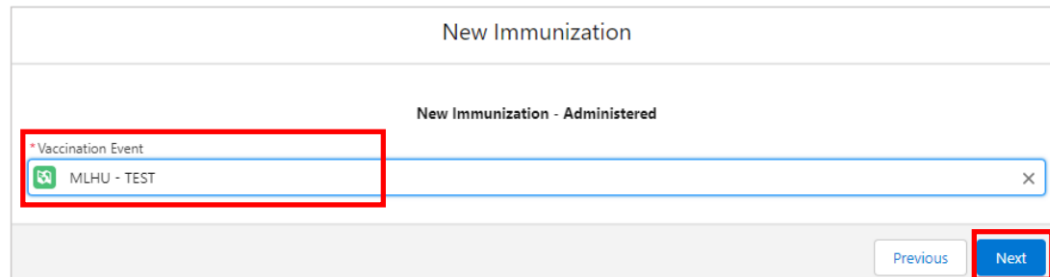 New Immunization
New Immunization - Administered
*Vaccination Event
MLHU - TEST
Previous Next